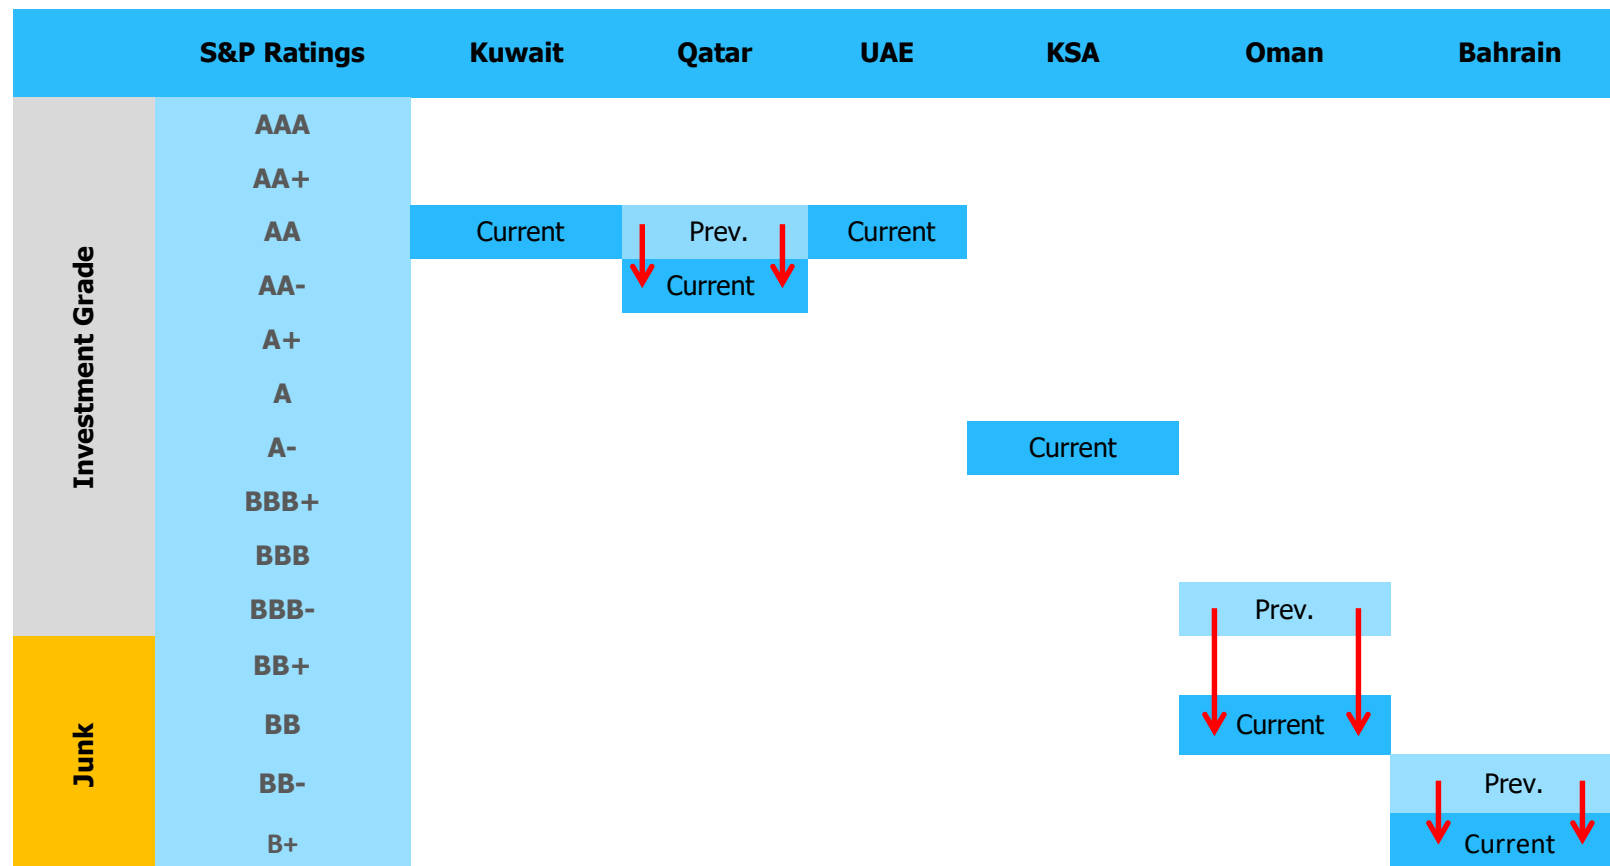 S&P Ratings Kuwait Qatar UAE KSA Oman Bahrain
Investment Grade
AAA
AA+
AA Current Prev. Current
AA- Current
A+
A
A- Current
BBB+
BBB
BBB- Prev.
Junk
BB+
BB Current
BB- Prev.
B+ Current